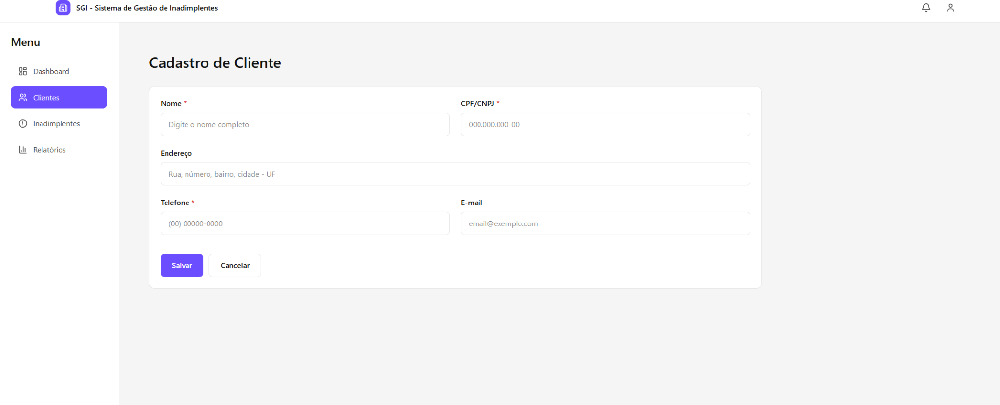 SGI - Sistema de Gestão de Inadimplentes
Menu
Dashboard
Clientes
Inadimplentes
Relatórios
Cadastro de Cliente
Nome *
CPF/CNPJ *
Digite o nome completo
000.000.000-00
Endereço
Rua, número, bairro, cidade - UF
Telefone *
E-mail
(00) 00000-0000
email@exemplo.com
Salvar
Cancelar